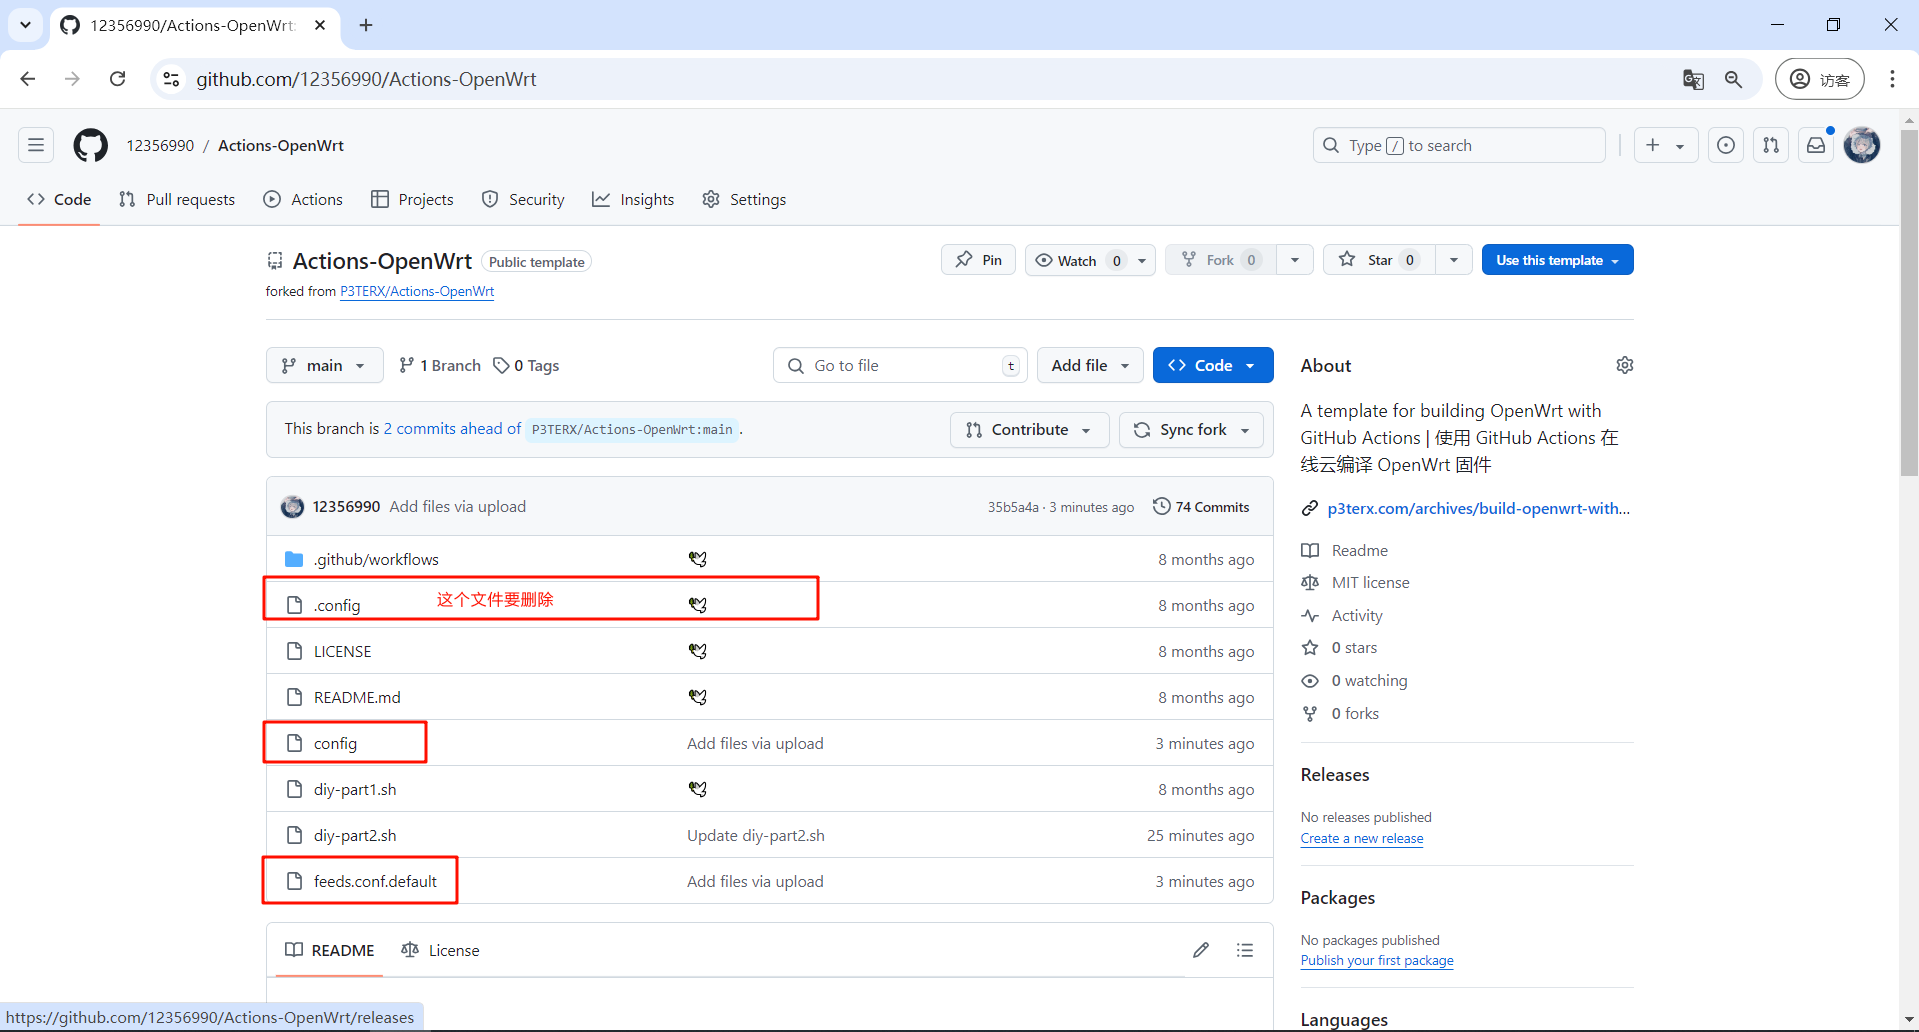 12356990/Actions-OpenWrt:
github.com/12356990/Actions-OpenWrt
访客
12356990 / Actions-OpenWrt
Type / to search
Code
Pull requests
Actions
Projects
Security
Insights
Settings
Actions-OpenWrt
Public template
Pin
Watch 0
Fork 0
Star 0
Use this template
forked from P3TERX/Actions-OpenWrt
main
1 Branch
0 Tags
Go to file
t
Add file
Code
This branch is 2 commits ahead of P3TERX/Actions-OpenWrt:main .
Contribute
Sync fork
12356990 Add files via upload
35b5a4a · 3 minutes ago
74 Commits
.github/workflows
8 months ago
.config
这个文件要删除
8 months ago
LICENSE
8 months ago
README.md
8 months ago
config
Add files via upload
3 minutes ago
diy-part1.sh
8 months ago
diy-part2.sh
Update diy-part2.sh
25 minutes ago
feeds.conf.default
Add files via upload
3 minutes ago
README
License
About
A template for building OpenWrt with
GitHub Actions | 使用 GitHub Actions 在
线云编译 OpenWrt 固件
p3terx.com/archives/build-openwrt-with...
Readme
MIT license
Activity
0 stars
0 watching
0 forks
Releases
No releases published
Create a new release
Packages
No packages published
Publish your first package
Languages
https://github.com/12356990/Actions-OpenWrt/releases